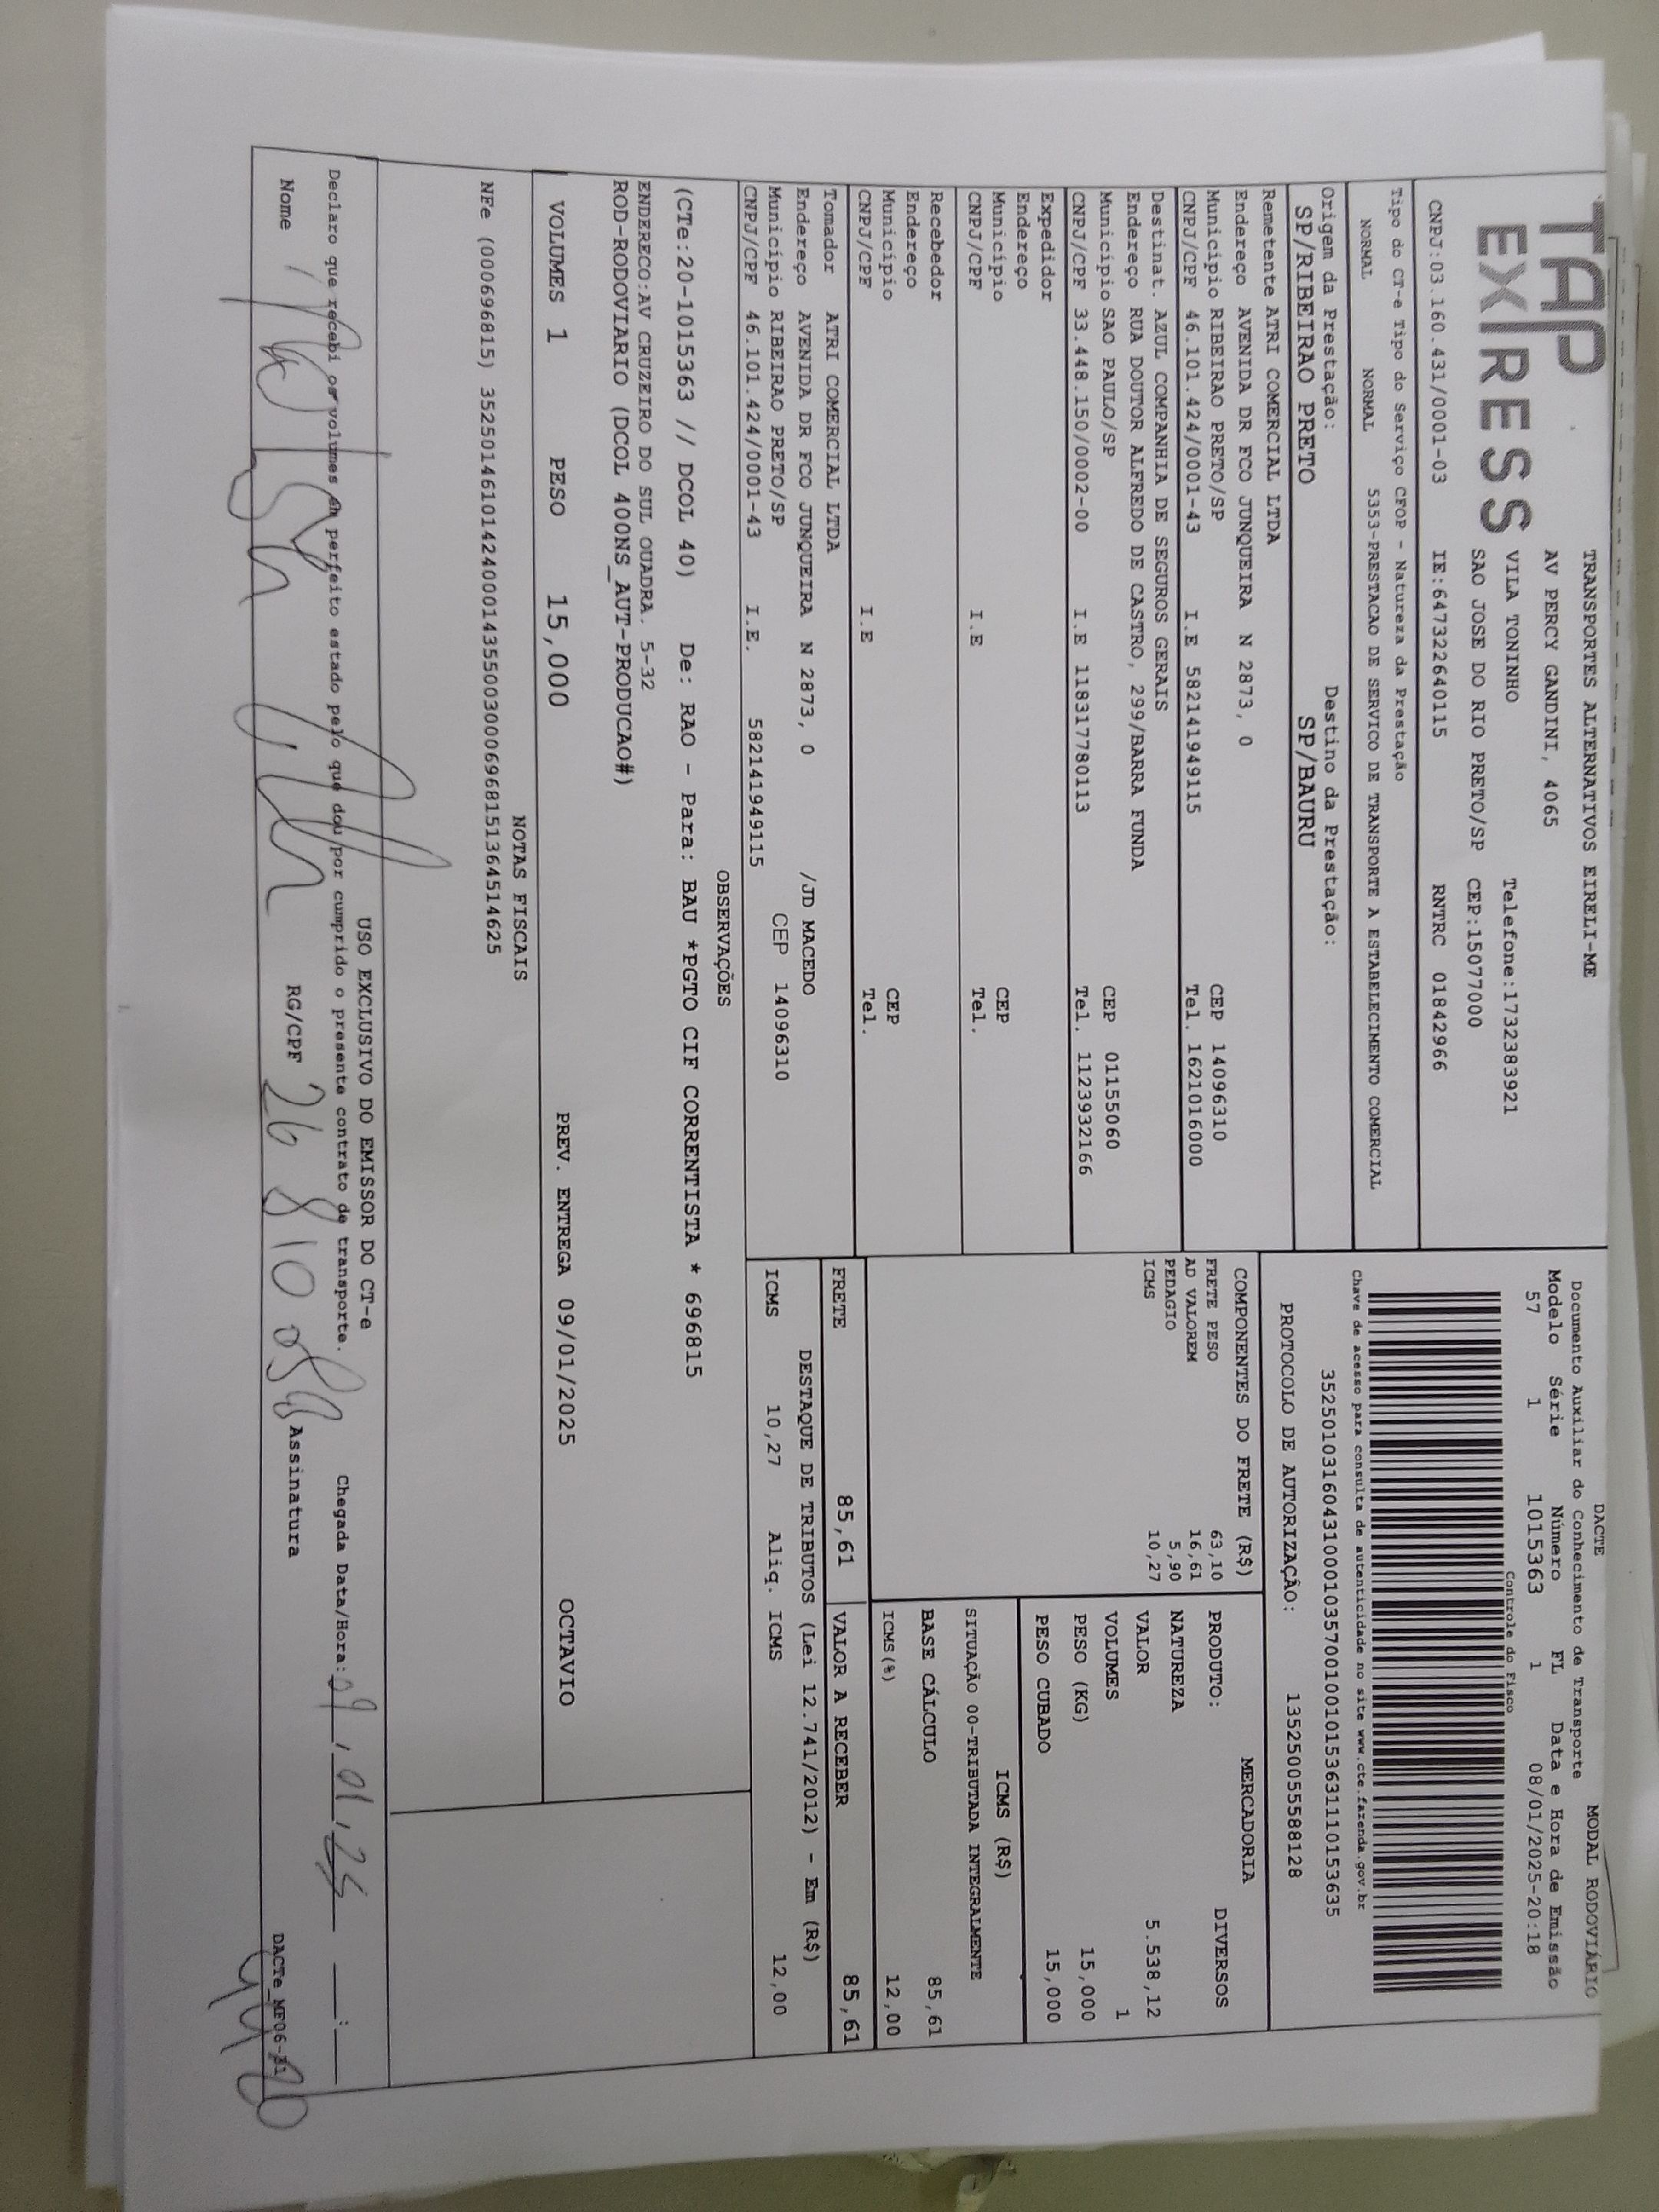 TAP EXPRESS
TRANSPORTES ALTERNATIVOS EIRELI-ME
AV PERCY GANDINI, 4065
VILA TONINHO Telefone:1732383921
SAO JOSE DO RIO PRETO/SP CEP:15077000
CNPJ:03.160.431/0001-03 IE:647322640115 RNTRC 01842966
DACTE MODAL RODOVIÁRIO
Documento Auxiliar do Conhecimento de Transporte
Modelo Série Número FL Data e Hora de Emissão
57 1 1015363 1 08/01/2025-20:18
Controle do Fisco
Chave de acesso para consulta de autenticidade no site www.cte.fazenda.gov.br
35250103160431000103570010010153631110153635
PROTOCOLO DE AUTORIZAÇÃO: 135250055588128
Tipo do CT-e Tipo do Serviço CFOP - Natureza da Prestação
NORMAL NORMAL 5353-PRESTACAO DE SERVICO DE TRANSPORTE A ESTABELECIMENTO COMERCIAL
Origem da Prestação: Destino da Prestação:
SP/RIBEIRAO PRETO SP/BAURU
Remetente ATRI COMERCIAL LTDA
Endereço AVENIDA DR FCO JUNQUEIRA N 2873, 0
Município RIBEIRAO PRETO/SP CEP 14096310
CNPJ/CPF 46.101.424/0001-43 I.E 582141949115 Tel. 1621016000
Destinat. AZUL COMPANHIA DE SEGUROS GERAIS
Endereço RUA DOUTOR ALFREDO DE CASTRO, 299/BARRA FUNDA
Município SAO PAULO/SP CEP 01155060
CNPJ/CPF 33.448.150/0002-00 I.E 118317780113 Tel. 1123932166
Expedidor
Endereço
Município CEP
CNPJ/CPF I.E Tel.
Recebedor
Endereço
Município CEP
CNPJ/CPF I.E Tel.
Tomador ATRI COMERCIAL LTDA
Endereço AVENIDA DR FCO JUNQUEIRA N 2873, 0 /JD MACEDO
Município RIBEIRAO PRETO/SP CEP 14096310
CNPJ/CPF 46.101.424/0001-43 I.E. 582141949115
COMPONENTES DO FRETE (R$)
FRETE PESO 63,10
AD VALOREM 16,61
PEDAGIO 5,90
ICMS 10,27
MERCADORIA
PRODUTO: DIVERSOS
NATUREZA
VALOR 5.538,12
VOLUMES 1
PESO (KG) 15,000
PESO CUBADO 15,000
ICMS (R$)
SITUAÇÃO 00-TRIBUTADA INTEGRALMENTE
BASE CÁLCULO 85,61
ICMS(%) 12,00
FRETE 85,61 VALOR A RECEBER 85,61
DESTAQUE DE TRIBUTOS (Lei 12.741/2012) - Em (R$)
ICMS 10,27 Aliq. ICMS 12,00
OBSERVAÇÕES
(CTe:20-1015363 // DCOL 40) De: RAO - Para: BAU *PGTO CIF CORRENTISTA * 696815
ENDERECO:AV CRUZEIRO DO SUL QUADRA. 5-32
ROD-RODOVIARIO (DCOL 400NS_AUT-PRODUCAO#)
VOLUMES 1 PESO 15,000 PREV. ENTREGA 09/01/2025 OCTAVIO
NOTAS FISCAIS
NFe (000696815) 35250146101424000143550030006968151364514625
USO EXCLUSIVO DO EMISSOR DO CT-e
Declaro que recebi os volumes em perfeito estado pelo que dou por cumprido o presente contrato de transporte. Chegada Data/Hora: 09/01/25 __:__
Nome RG/CPF 26 810 Assinatura